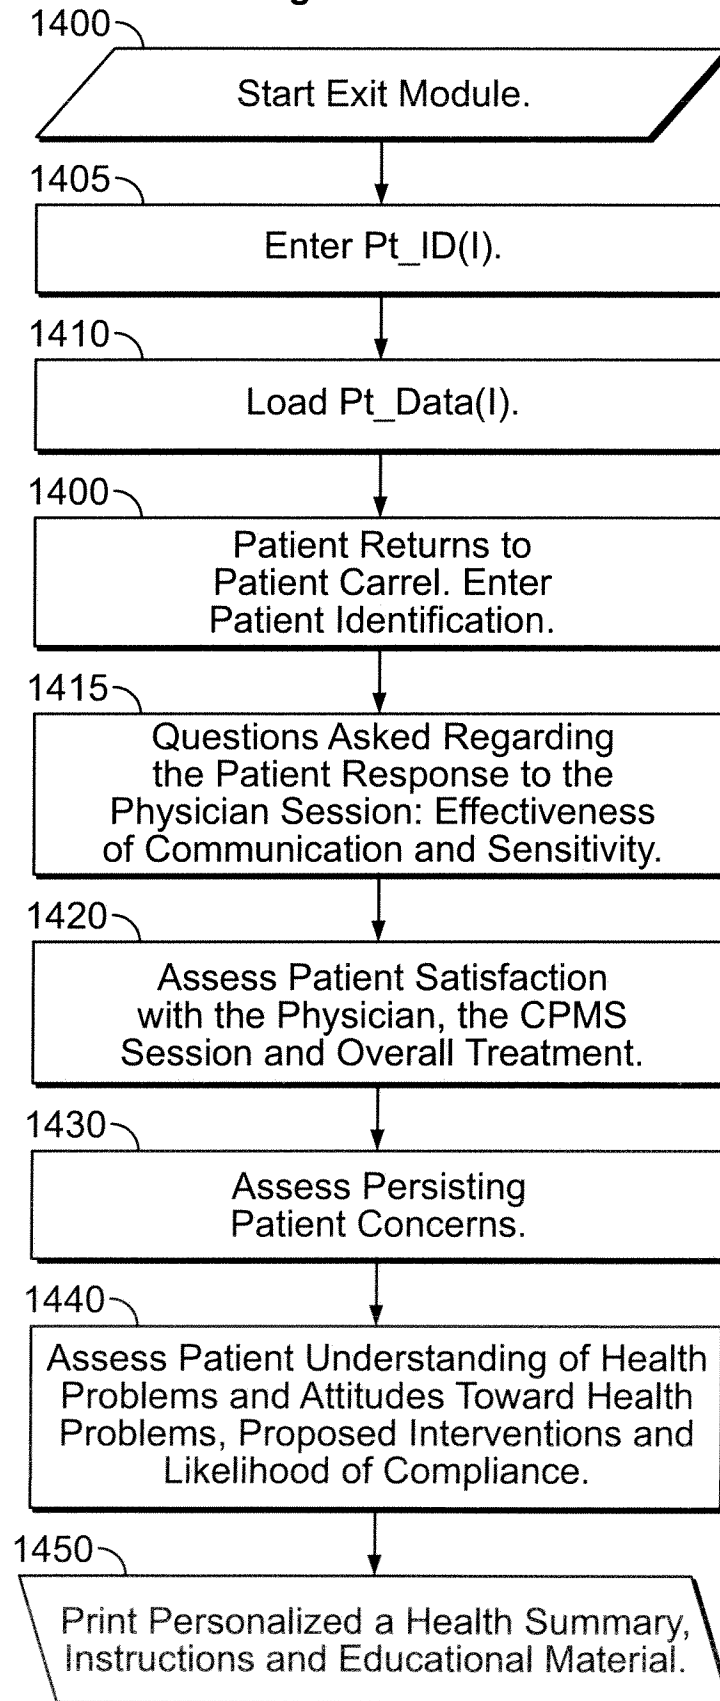 1400
Start Exit Module.
1405
Enter Pt_ID(I).
1410
Load Pt_Data(I).
1400
Patient Returns to
Patient Carrel. Enter
Patient Identification.
1415
Questions Asked Regarding
the Patient Response to the
Physician Session: Effectiveness
of Communication and Sensitivity.
1420
Assess Patient Satisfaction
with the Physician, the CPMS
Session and Overall Treatment.
1430
Assess Persisting
Patient Concerns.
1440
Assess Patient Understanding of Health
Problems and Attitudes Toward Health
Problems, Proposed Interventions and
Likelihood of Compliance.
1450
Print Personalized a Health Summary,
Instructions and Educational Material.